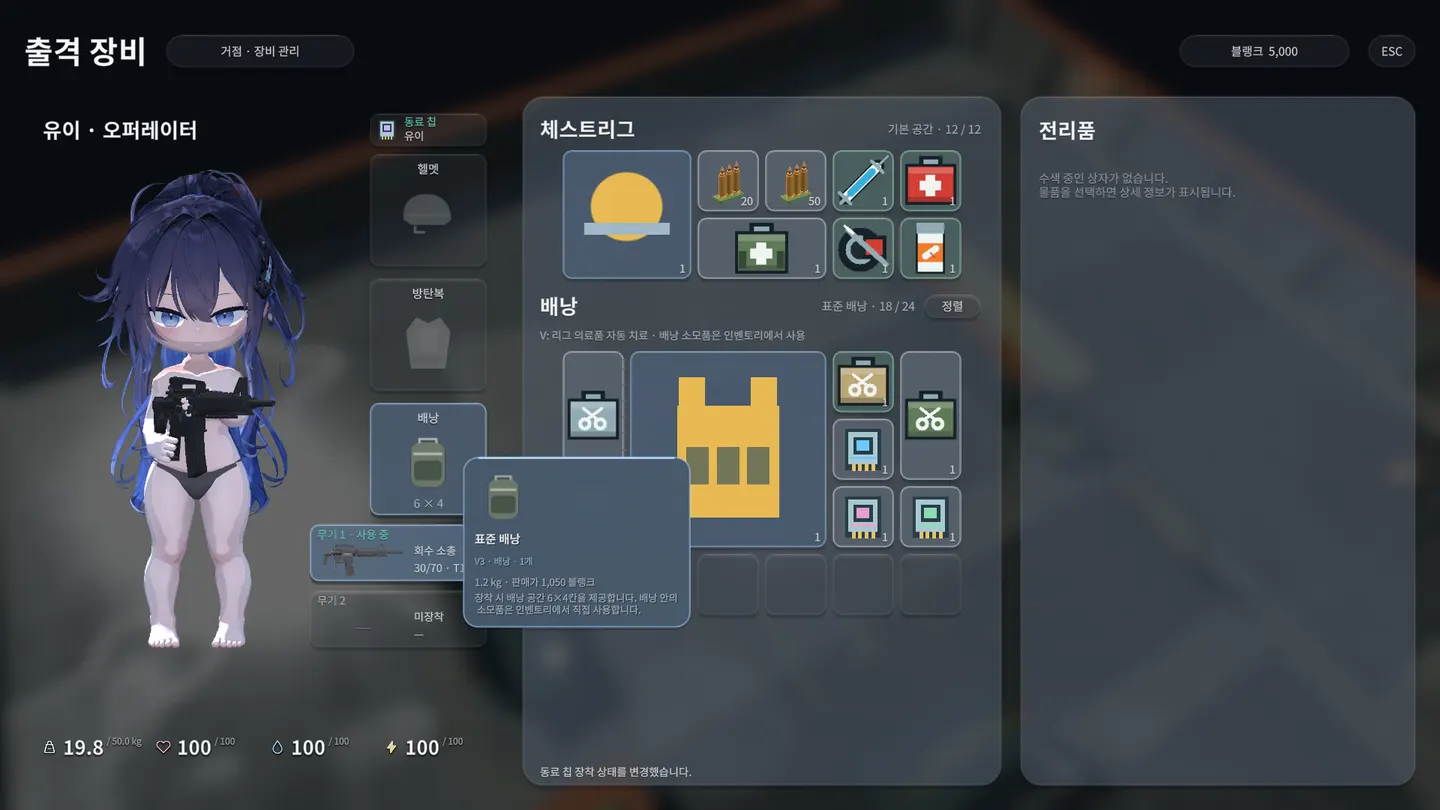 출격 장비
거점 · 장비 관리
블랭크 5,000
ESC
유이 · 오퍼레이터
동료 칩
유이
헬멧
방탄복
배낭
6 × 4
무기 1 · 사용 중
회수 소총
30/70 · T1
무기 2
미장착
—
19.8 / 50.0 kg
100 / 100
100 / 100
100 / 100
체스트리그
기본 공간 · 12 / 12
1
20
50
1
1
1
1
1
배낭
표준 배낭 · 18 / 24
정렬
V: 리그 의료품 자동 치료 · 배낭 소모품은 인벤토리에서 사용
1
1
1
1
1
1
표준 배낭
V3 · 배낭 · 1개
1.2 kg · 판매가 1,050 블랭크
장착 시 배낭 공간 6×4칸을 제공합니다. 배낭 안의
소모품은 인벤토리에서 직접 사용합니다.
동료 칩 장착 상태를 변경했습니다.
전리품
수색 중인 상자가 없습니다.
물품을 선택하면 상세 정보가 표시됩니다.